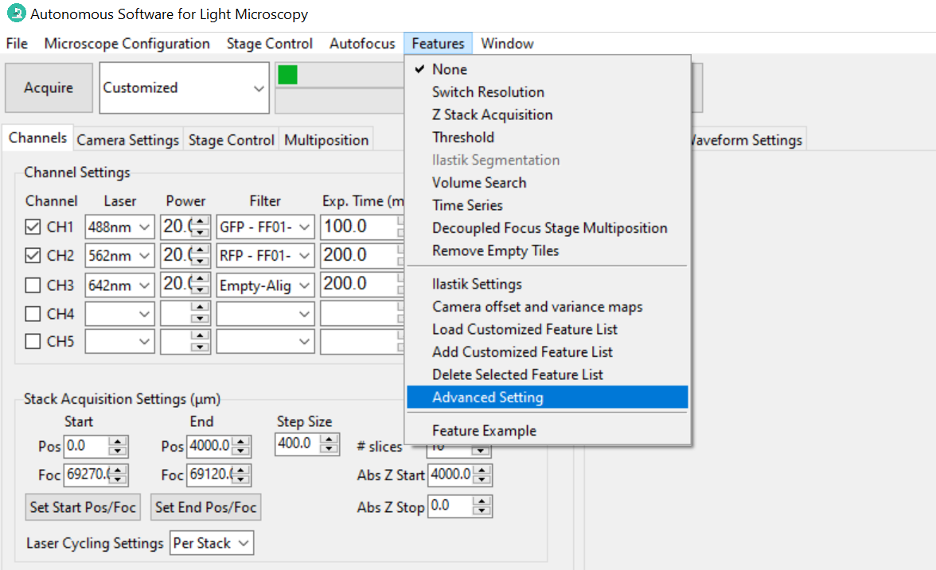 Autonomous Software for Light Microscopy
File Microscope Configuration Stage Control Autofocus Features Window
Acquire Customized
None
Switch Resolution
Z Stack Acquisition
Threshold
Ilastik Segmentation
Volume Search
Time Series
Decoupled Focus Stage Multiposition
Remove Empty Tiles
Ilastik Settings
Camera offset and variance maps
Load Customized Feature List
Add Customized Feature List
Delete Selected Feature List
Advanced Setting
Feature Example
Channels Camera Settings Stage Control Multiposition Waveform Settings
Channel Settings
Channel Laser Power Filter Exp. Time (m
CH1 488nm 20.( GFP - FF01- 100.0
CH2 562nm 20.( RFP - FF01- 200.0
CH3 642nm 20.( Empty-Alig 200.0
CH4
CH5
Stack Acquisition Settings (µm)
Start End Step Size
Pos 0.0 Pos 4000.0 400.0 # slices 10
Foc 69270.( Foc 69120.( Abs Z Start 4000.0
Set Start Pos/Foc Set End Pos/Foc Abs Z Stop 0.0
Laser Cycling Settings Per Stack